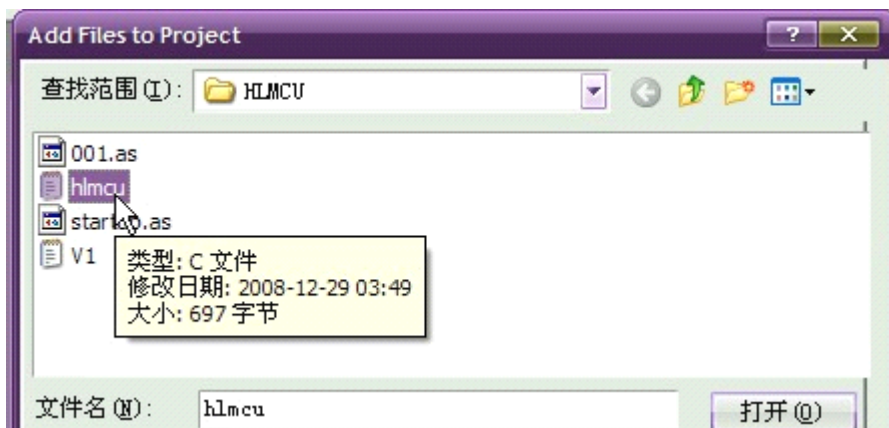 Add Files to Project
查找范围(I): HLMCU
001.as
hlmcu
startup.as
V1
类型: C 文件
修改日期: 2008-12-29 03:49
大小: 697 字节
文件名(N): hlmcu
打开(O)